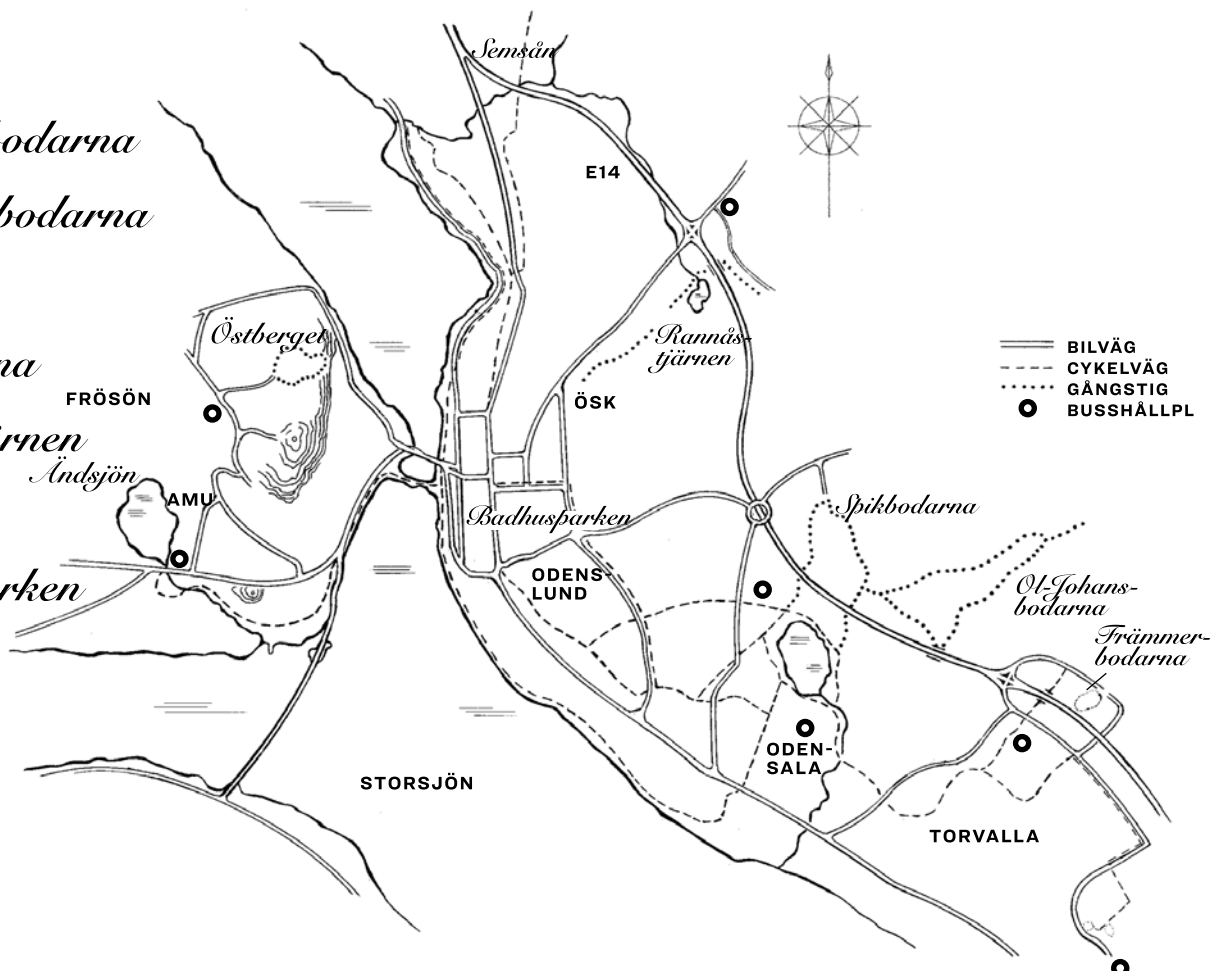 Semsån
bodarna
E14
bodarna
Östberget
Rannås-
tjärnen
BILVÄG
CYKELVÄG
GÅNGSTIG
BUSSHÅLLPL
na
FRÖSÖN
ÖSK
rnen
Ändsjön
AMU
Badhusparken
Spikbodarna
rken
ODENS-
LUND
Ol-Johans-
bodarna
Främmer-
bodarna
ODEN-
SALA
STORSJÖN
TORVALLA